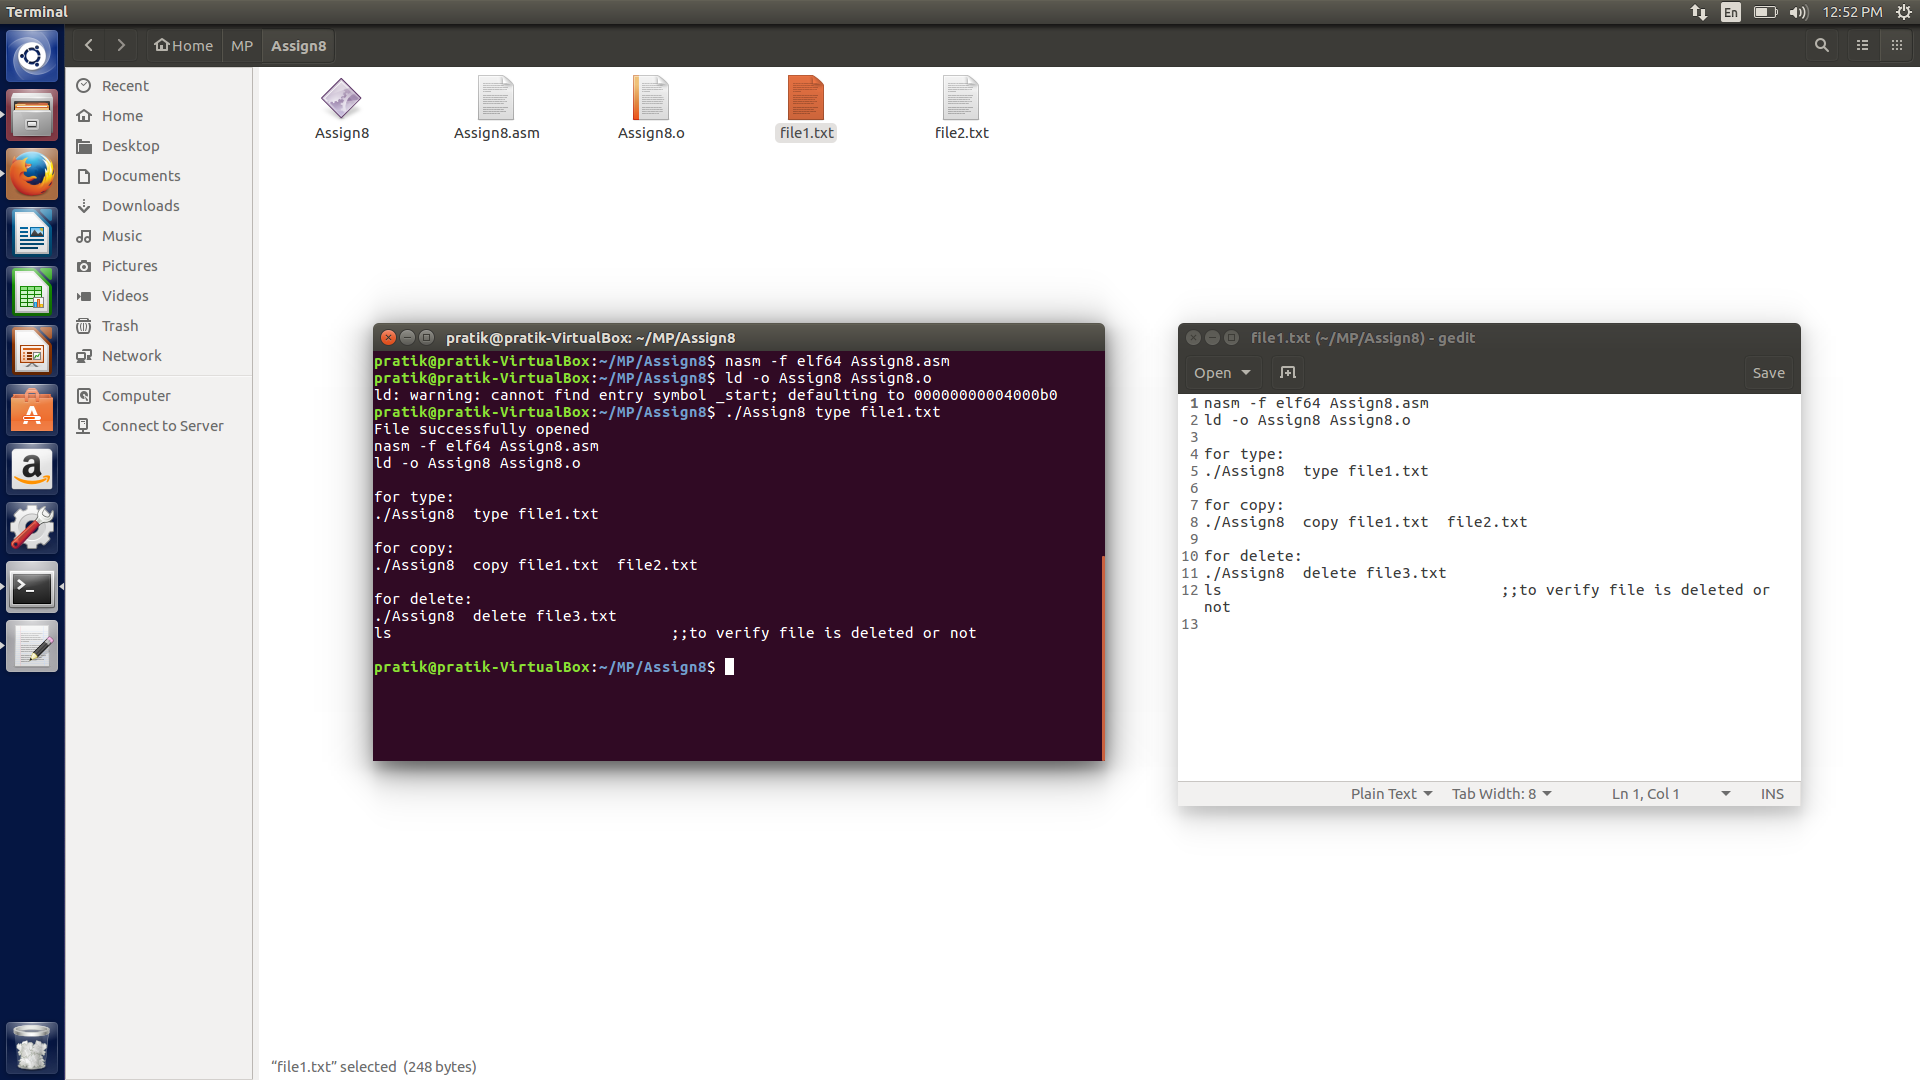 Terminal
En
12:52 PM
Home
MP
Assign8
Recent
Home
Desktop
Documents
Downloads
Music
Pictures
Videos
Trash
Network
Computer
Connect to Server
Assign8
Assign8.asm
Assign8.o
file1.txt
file2.txt
pratik@pratik-VirtualBox: ~/MP/Assign8
pratik@pratik-VirtualBox:~/MP/Assign8$ nasm -f elf64 Assign8.asm
pratik@pratik-VirtualBox:~/MP/Assign8$ ld -o Assign8 Assign8.o
ld: warning: cannot find entry symbol _start; defaulting to 00000000004000b0
pratik@pratik-VirtualBox:~/MP/Assign8$ ./Assign8 type file1.txt
File successfully opened
nasm -f elf64 Assign8.asm
ld -o Assign8 Assign8.o
for type:
./Assign8  type file1.txt
for copy:
./Assign8  copy file1.txt  file2.txt
for delete:
./Assign8  delete file3.txt
ls                               ;;to verify file is deleted or not
pratik@pratik-VirtualBox:~/MP/Assign8$
file1.txt (~/MP/Assign8) - gedit
Open
Save
1 nasm -f elf64 Assign8.asm
2 ld -o Assign8 Assign8.o
3
4 for type:
5 ./Assign8  type file1.txt
6
7 for copy:
8 ./Assign8  copy file1.txt  file2.txt
9
10 for delete:
11 ./Assign8  delete file3.txt
12 ls                               ;;to verify file is deleted or
not
13
Plain Text
Tab Width: 8
Ln 1, Col 1
INS
“file1.txt” selected (248 bytes)